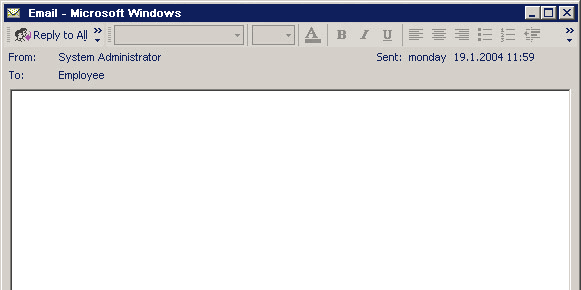 Email - Microsoft Windows
Reply to All
A B I U
From: System Administrator Sent: monday 19.1.2004 11:59
To: Employee